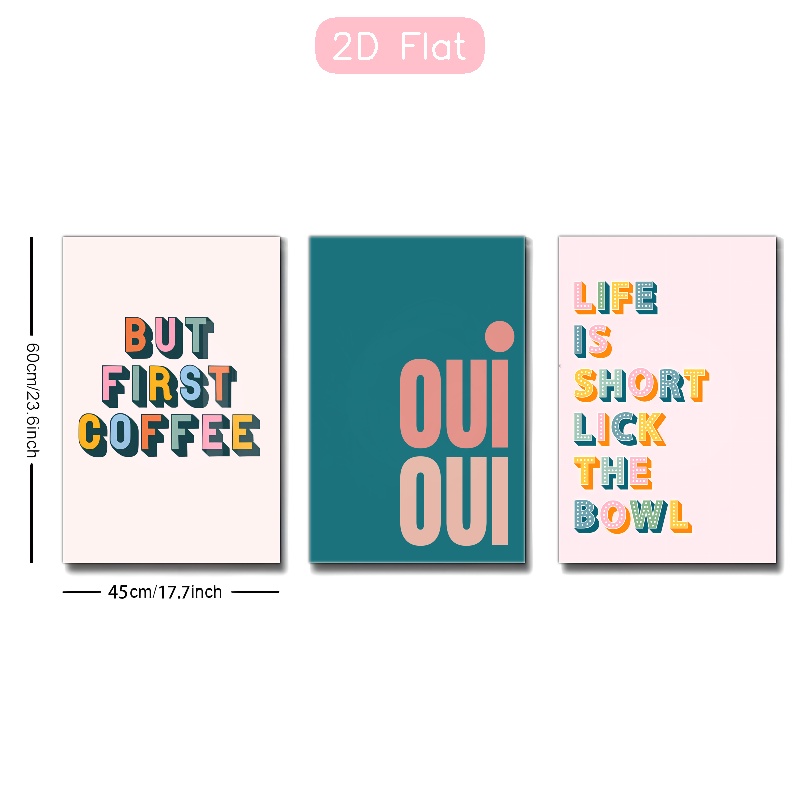 2D Flat
60cm/23.6inch
BUT
FIRST
COFFEE
45cm/17.7inch
OUi
OUI
LIFE
IS
SHORT
LICK
THE
BOWL